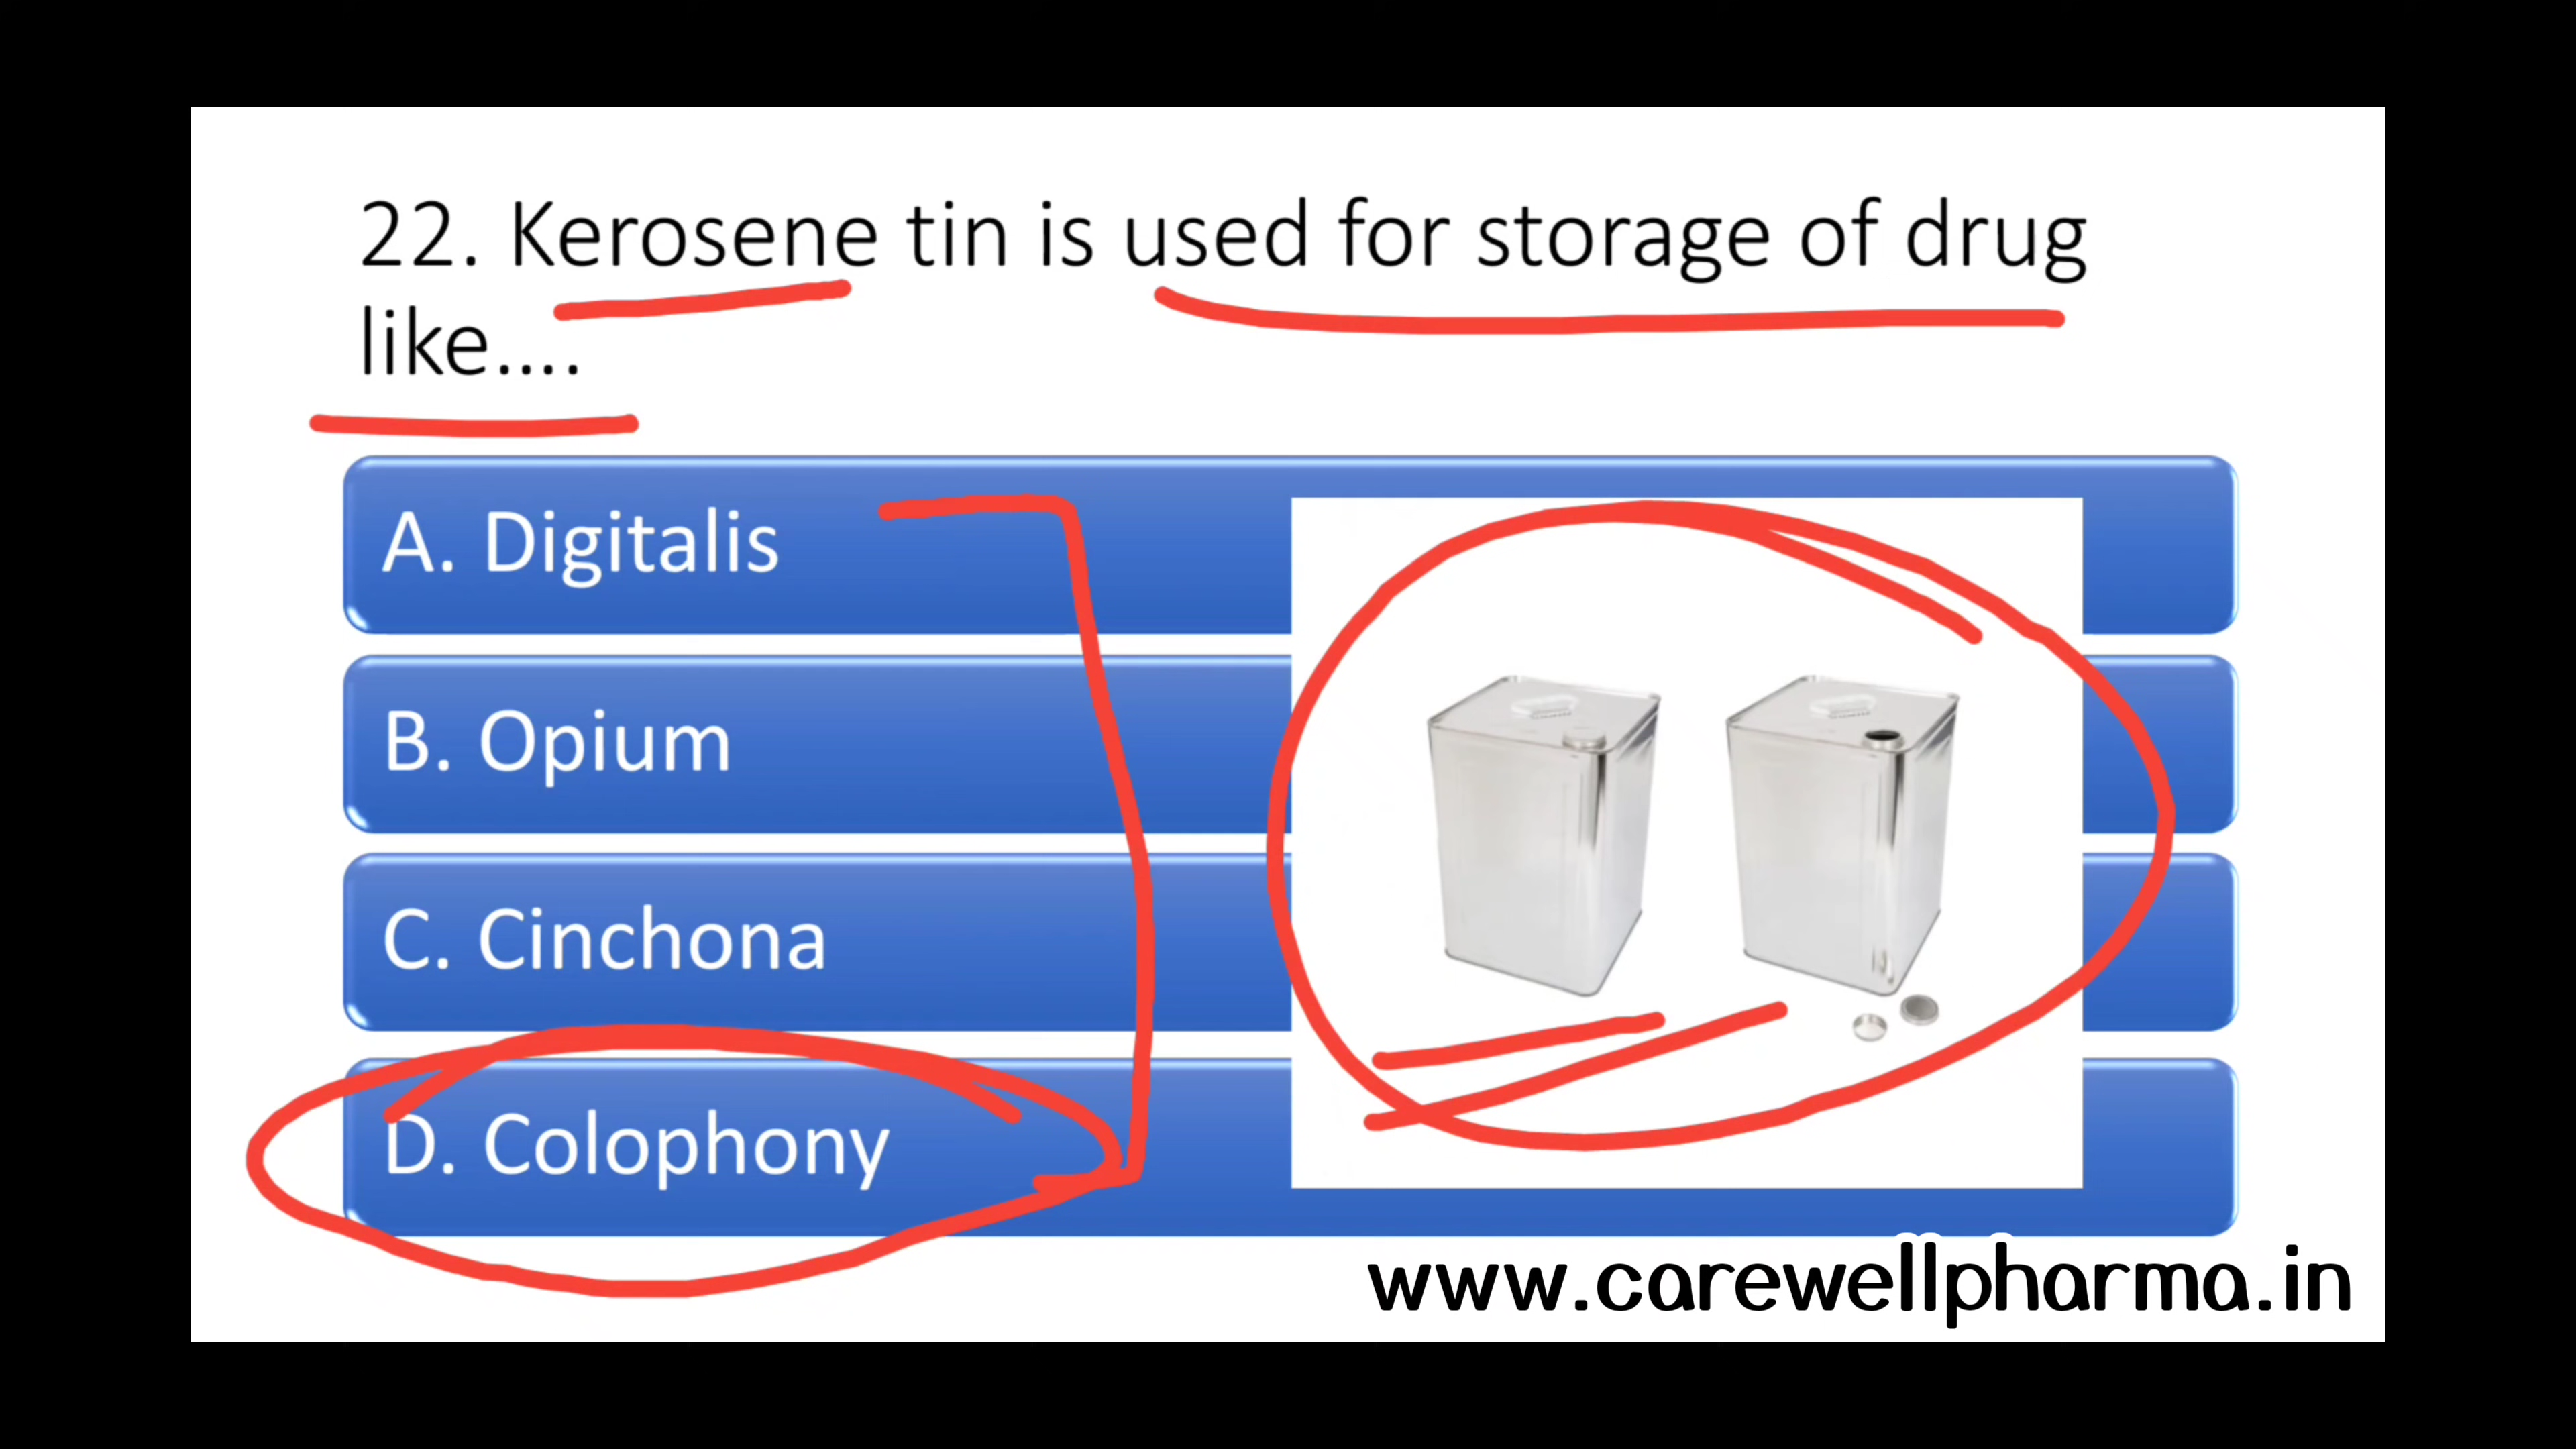 22. Kerosene tin is used for storage of drug
like....
A. Digitalis
B. Opium
C. Cinchona
D. Colophony
www.carewellpharma.in